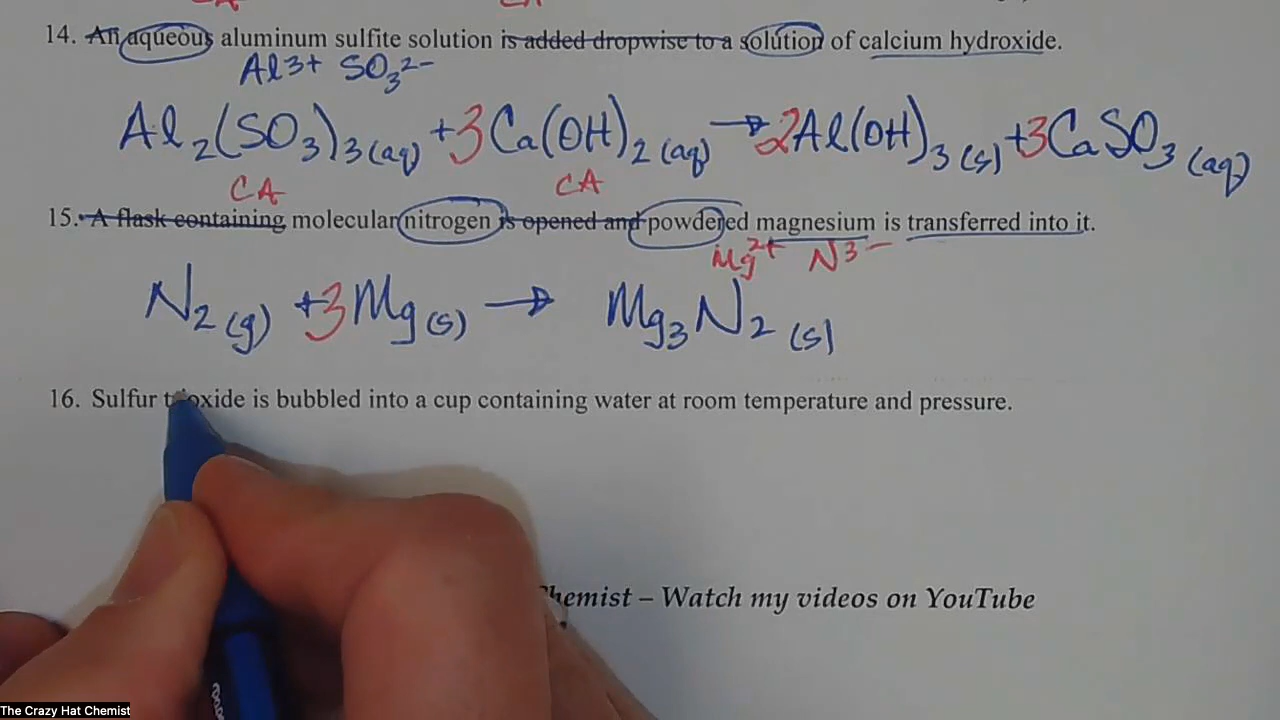 CA CA
14. An aqueous aluminum sulfite solution is added dropwise to a solution of calcium hydroxide.
Al3+ SO₃2-
Al₂(SO₃)₃(aq) + 3Ca(OH)₂(aq) → 2Al(OH)₃(s) + 3CaSO₃(aq)
CA CA
15. A flask containing molecular nitrogen is opened and powdered magnesium is transferred into it.
Mg2+ N3-
N₂(g) + 3Mg(s) → Mg₃N₂(s)
16. Sulfur trioxide is bubbled into a cup containing water at room temperature and pressure.
Chemist – Watch my videos on YouTube
The Crazy Hat Chemist